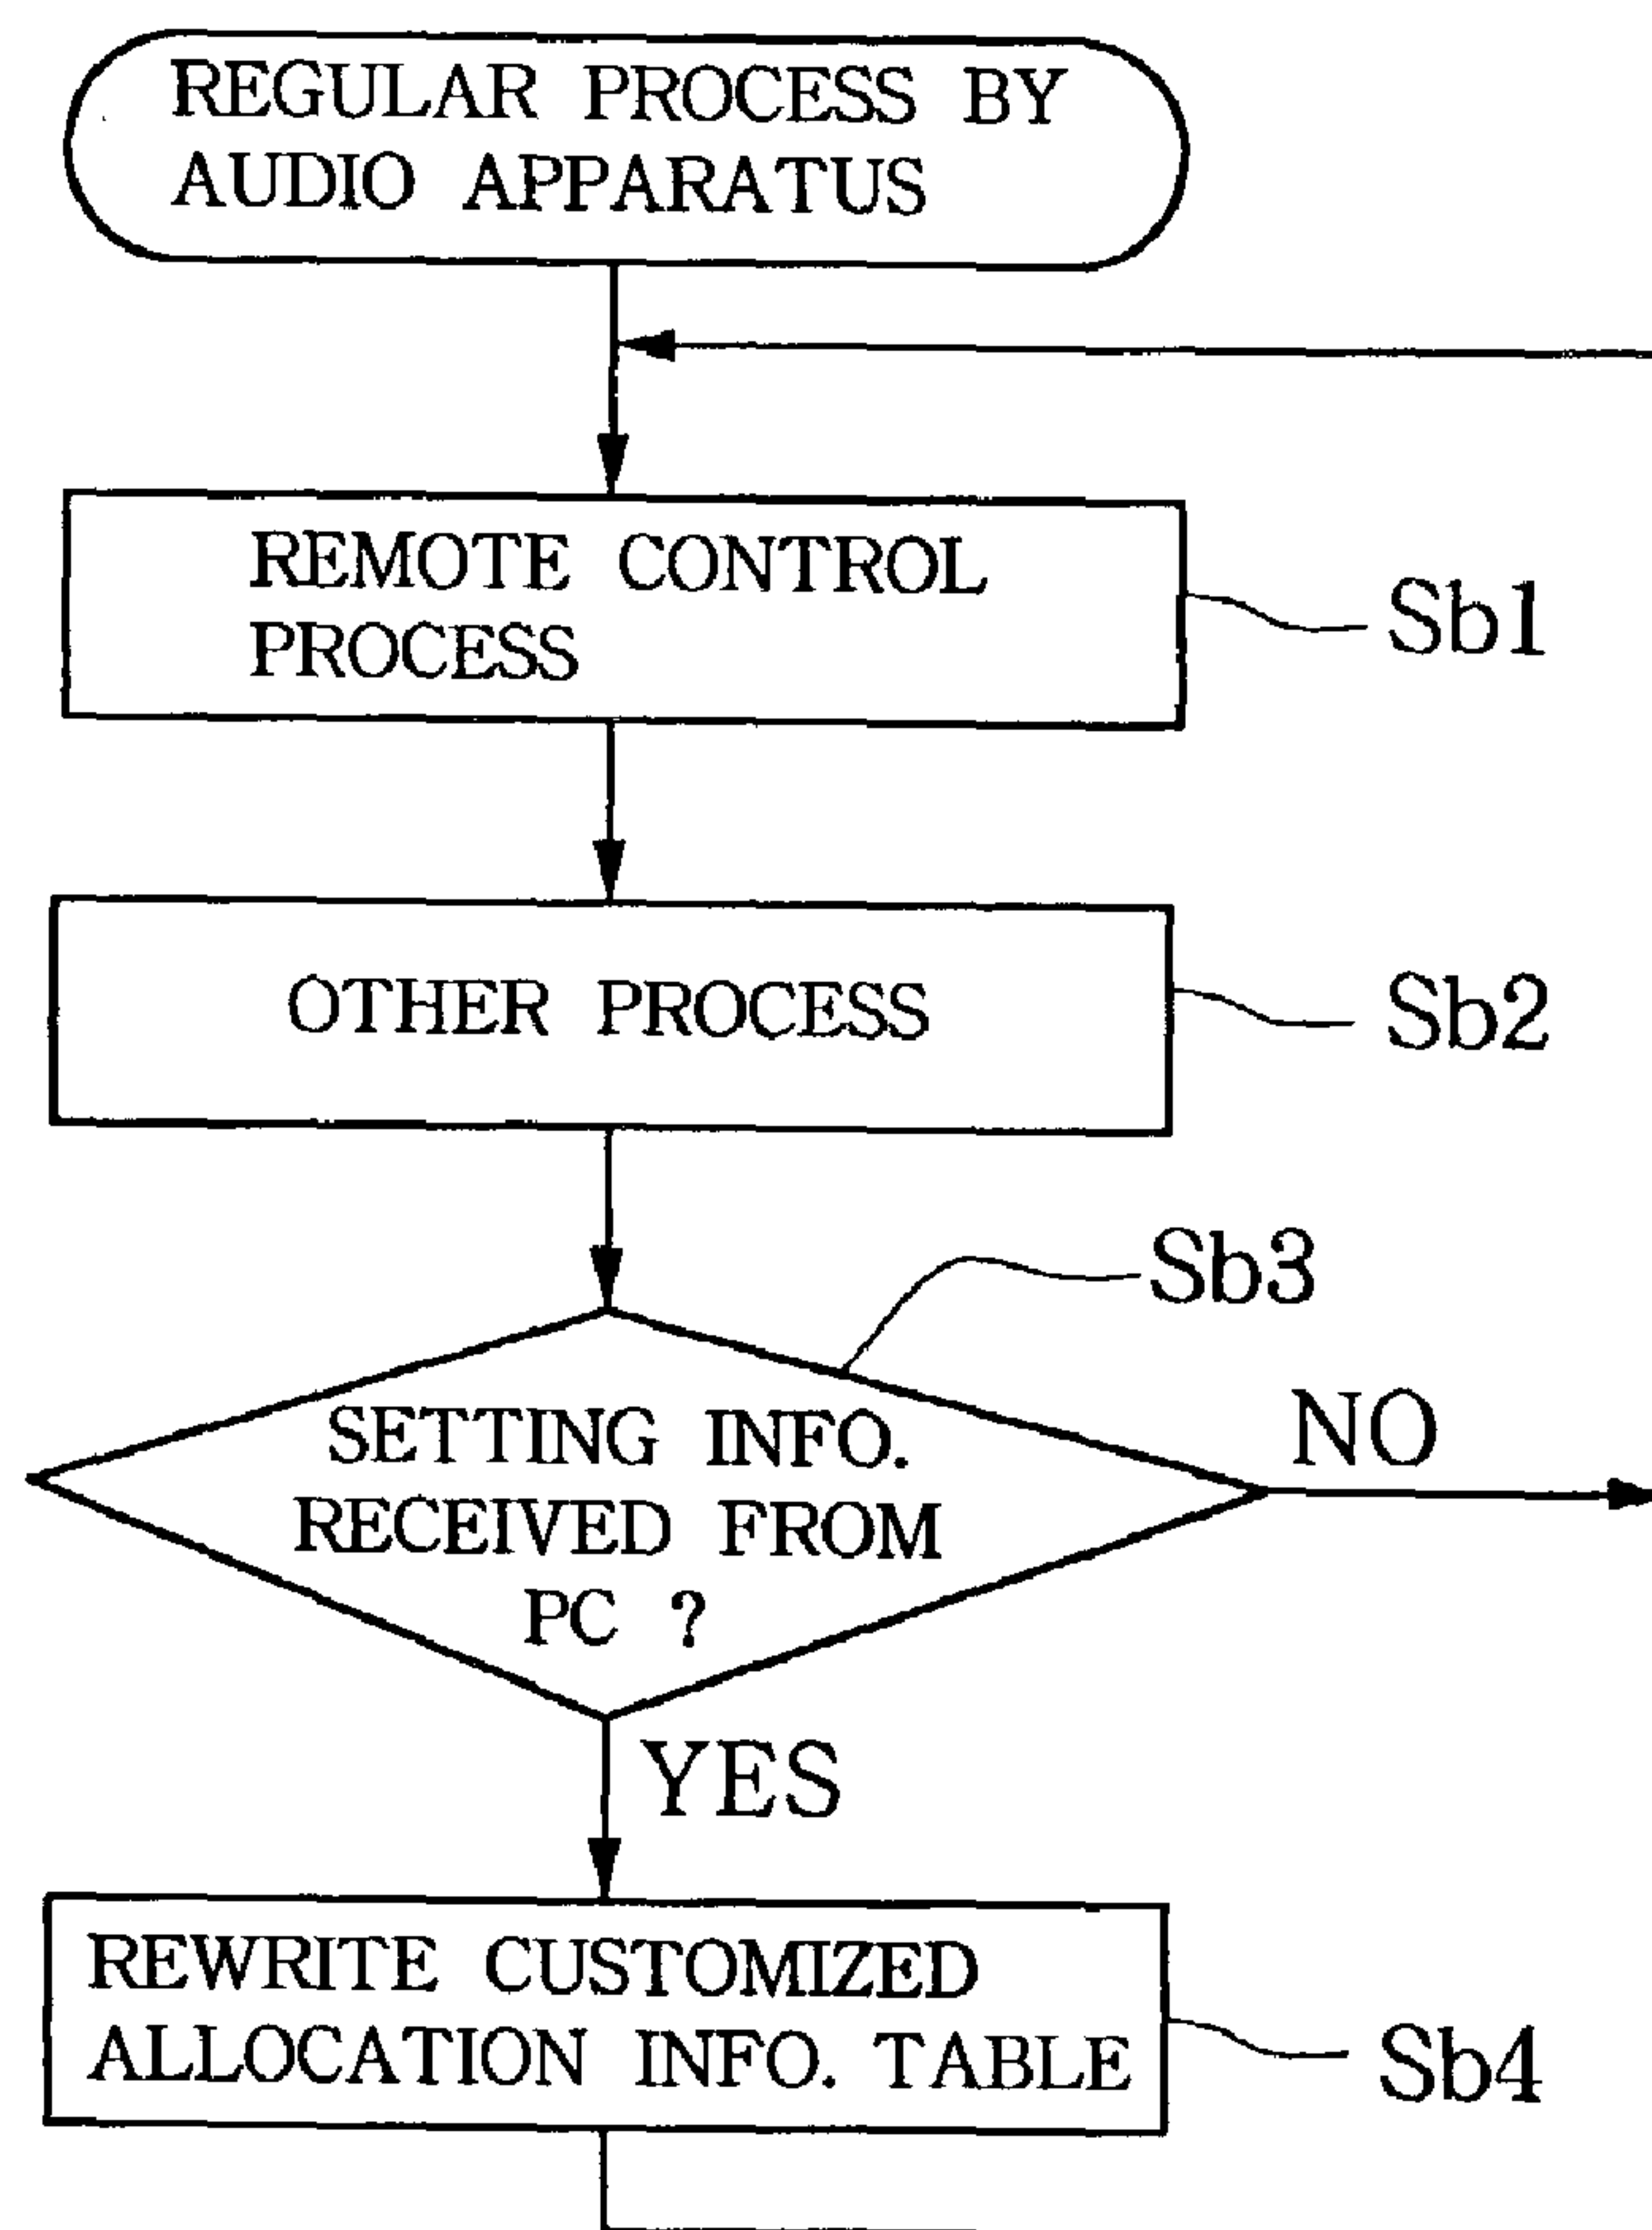 REGULAR PROCESS BY
AUDIO APPARATUS
REMOTE CONTROL
PROCESS
Sb1
OTHER PROCESS
Sb2
Sb3
SETTING INFO.
RECEIVED FROM
PC ?
NO
YES
REWRITE CUSTOMIZED
ALLOCATION INFO. TABLE
Sb4